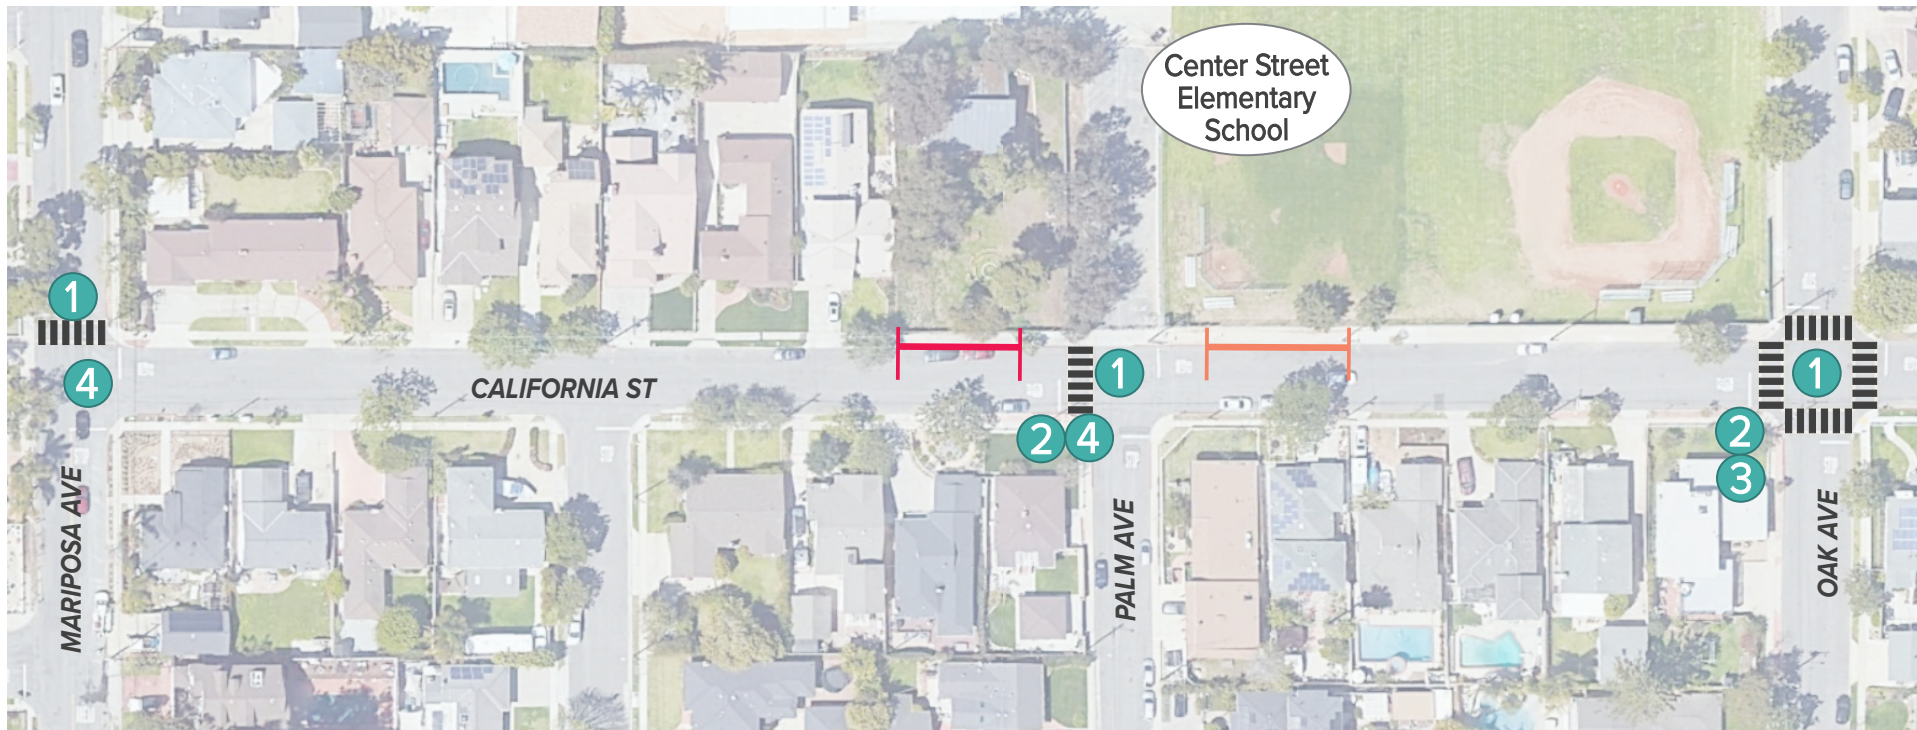 Center Street
Elementary
School
1
4
CALIFORNIA ST
1
2
4
1
2
3
MARIPOSA AVE
PALM AVE
OAK AVE